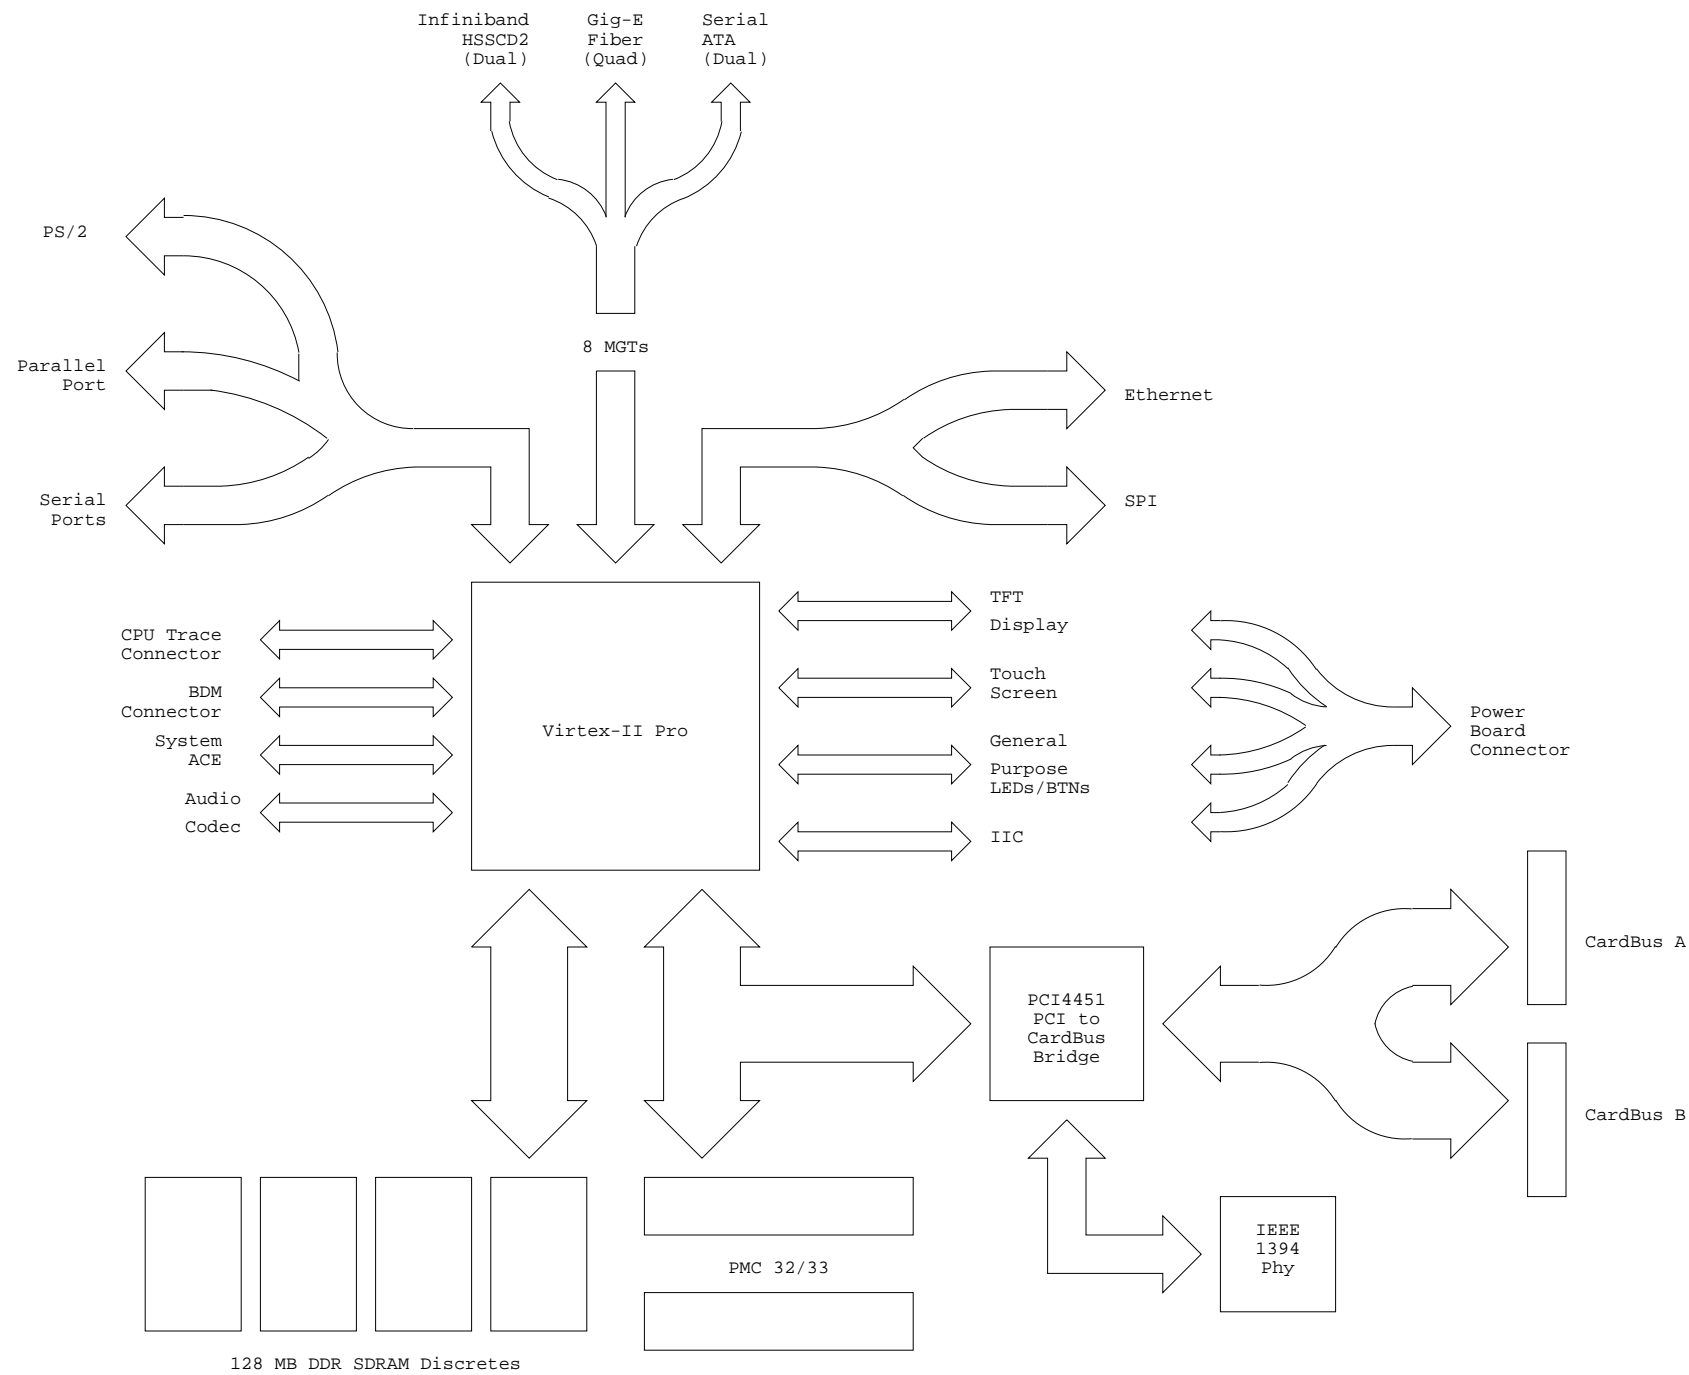 Infiniband
HSSCD2
(Dual)
Gig-E
Fiber
(Quad)
Serial
ATA
(Dual)
PS/2
8 MGTs
Parallel
Port
Ethernet
Serial
Ports
SPI
CPU Trace
Connector
BDM
Connector
System
ACE
Audio
Codec
Virtex-II Pro
TFT
Display
Touch
Screen
General
Purpose
LEDs/BTNs
IIC
Power
Board
Connector
PCI4451
PCI to
CardBus
Bridge
CardBus A
CardBus B
IEEE
1394
Phy
PMC 32/33
128 MB DDR SDRAM Discretes